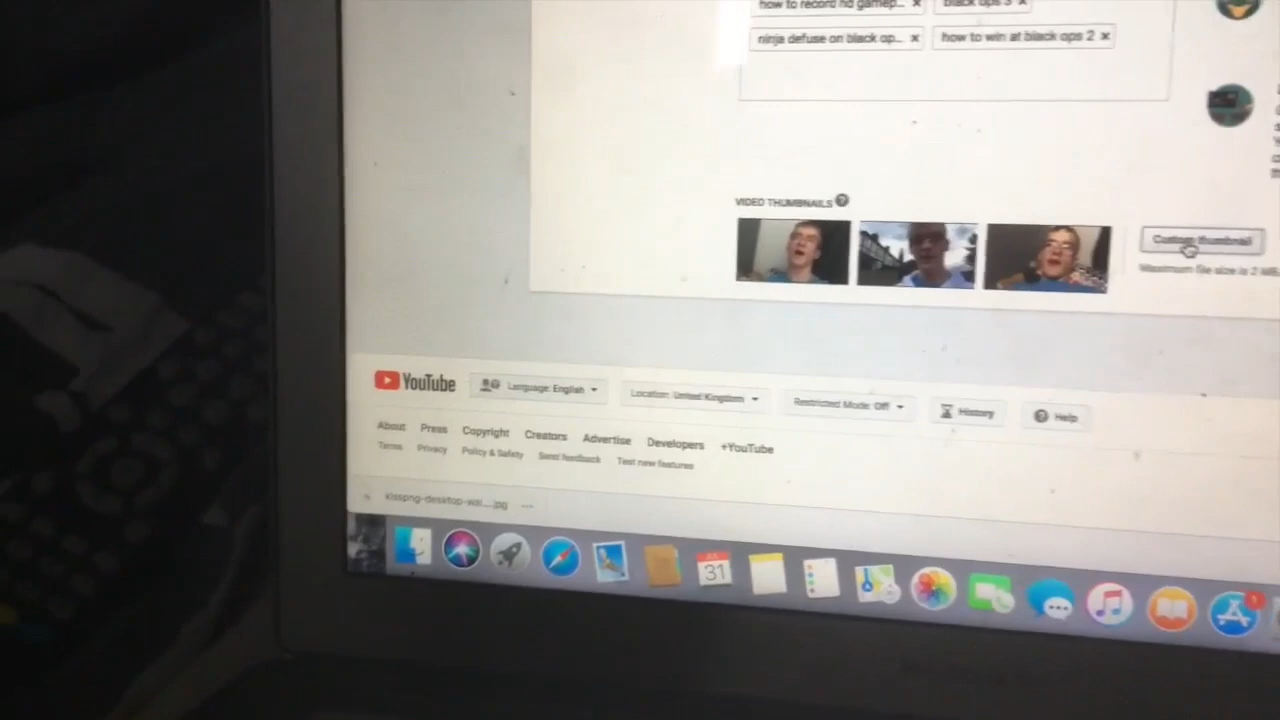 how to record hd gamep... × black ops 3 ×
ninja defuse on black op... × how to win at black ops 2 ×
VIDEO THUMBNAILS ?
Custom thumbnail
Maximum file size is 2 MB.
YouTube Language: English Location: United Kingdom Restricted Mode: Off History Help
About Press Copyright Creators Advertise Developers +YouTube
Terms Privacy Policy & Safety Send feedback Test new features
kisspng-desktop-wal....jpg ...
31
1